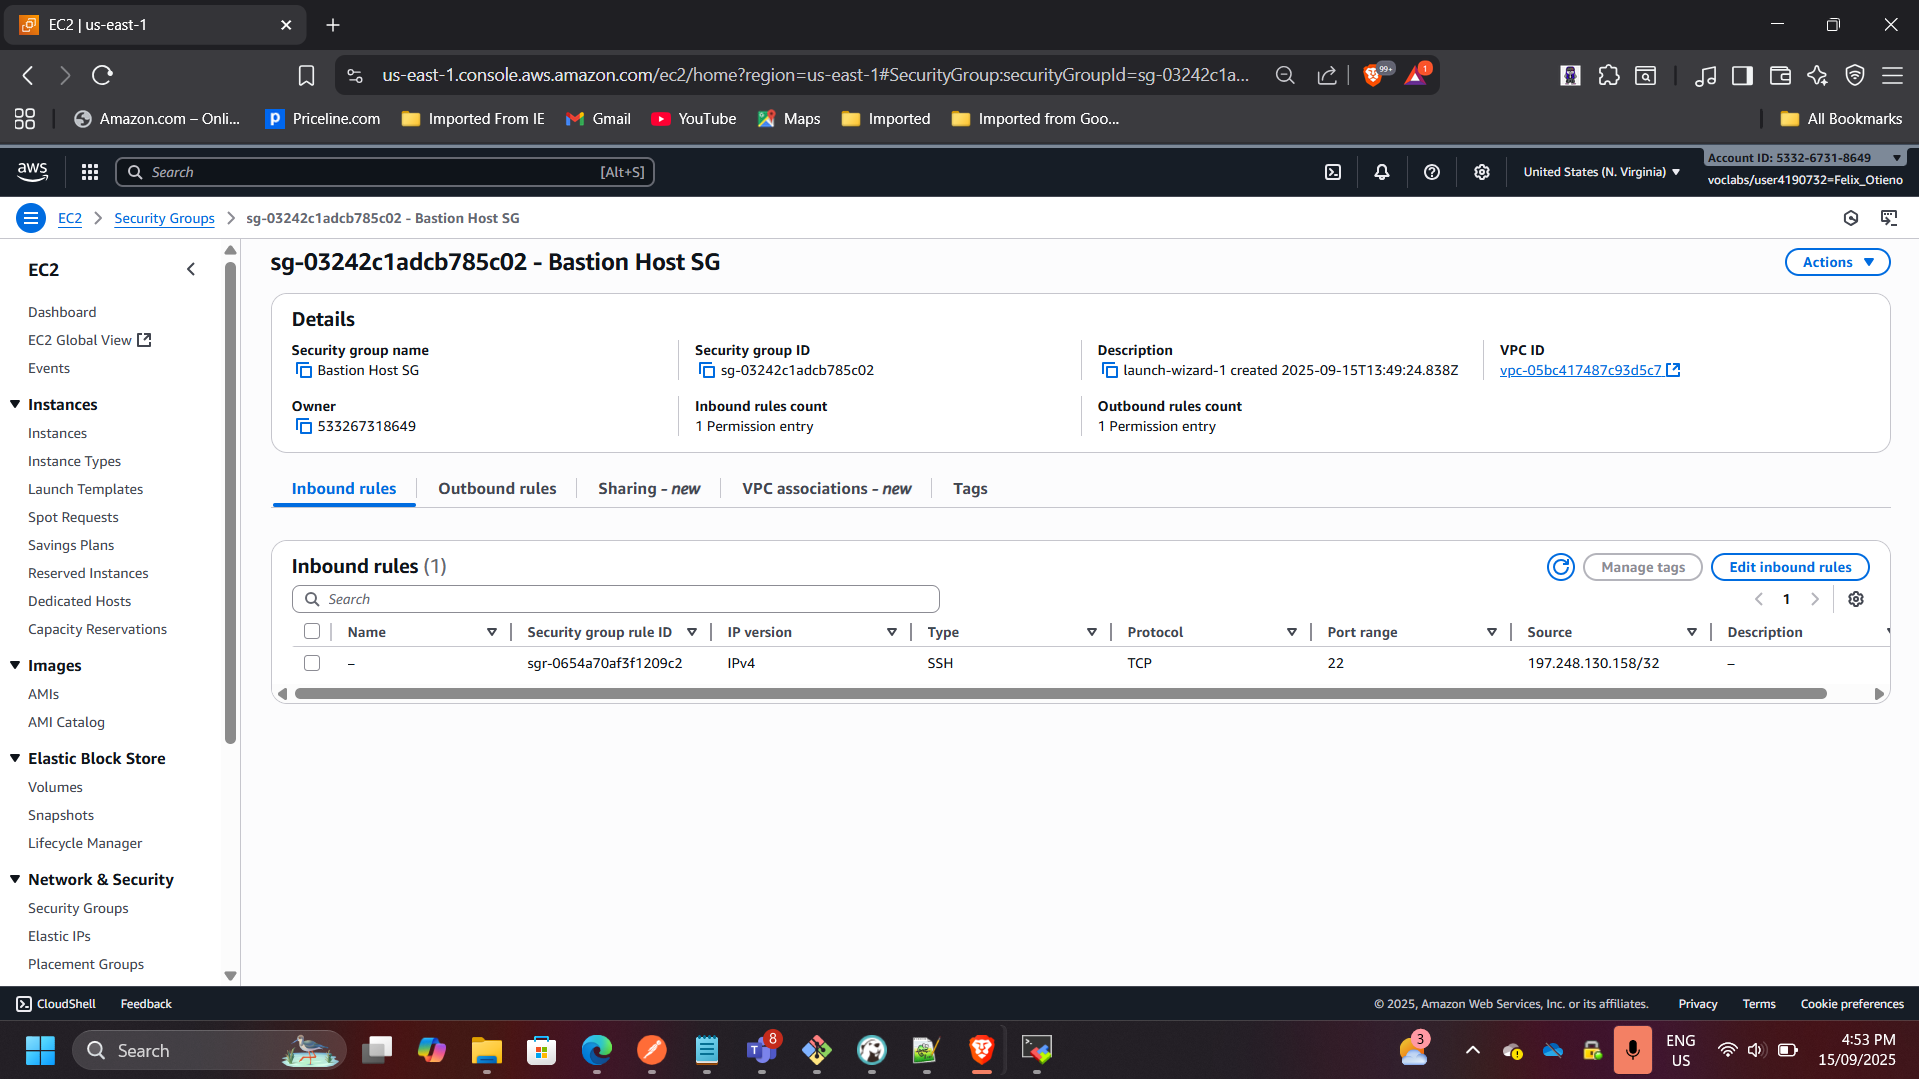 EC2 | us-east-1
us-east-1.console.aws.amazon.com/ec2/home?region=us-east-1#SecurityGroup:securityGroupId=sg-03242c1a...
99+
1
Amazon.com – Onli...
Priceline.com
Imported From IE
Gmail
YouTube
Maps
Imported
Imported from Goo...
All Bookmarks
aws
Search
[Alt+S]
United States (N. Virginia)
Account ID: 5332-6731-8649
voclabs/user4190732=Felix_Otieno
EC2
Security Groups
sg-03242c1adcb785c02 - Bastion Host SG
EC2
Dashboard
EC2 Global View
Events
Instances
Instances
Instance Types
Launch Templates
Spot Requests
Savings Plans
Reserved Instances
Dedicated Hosts
Capacity Reservations
Images
AMIs
AMI Catalog
Elastic Block Store
Volumes
Snapshots
Lifecycle Manager
Network & Security
Security Groups
Elastic IPs
Placement Groups
sg-03242c1adcb785c02 - Bastion Host SG
Actions
Details
Security group name
Bastion Host SG
Security group ID
sg-03242c1adcb785c02
Description
launch-wizard-1 created 2025-09-15T13:49:24.838Z
VPC ID
vpc-05bc417487c93d5c7
Owner
533267318649
Inbound rules count
1 Permission entry
Outbound rules count
1 Permission entry
Inbound rules
Outbound rules
Sharing - new
VPC associations - new
Tags
Inbound rules (1)
Manage tags
Edit inbound rules
Search
1
Name
Security group rule ID
IP version
Type
Protocol
Port range
Source
Description
–
sgr-0654a70af3f1209c2
IPv4
SSH
TCP
22
197.248.130.158/32
–
CloudShell
Feedback
© 2025, Amazon Web Services, Inc. or its affiliates.
Privacy
Terms
Cookie preferences
Search
8
3
ENG
US
4:53 PM
15/09/2025